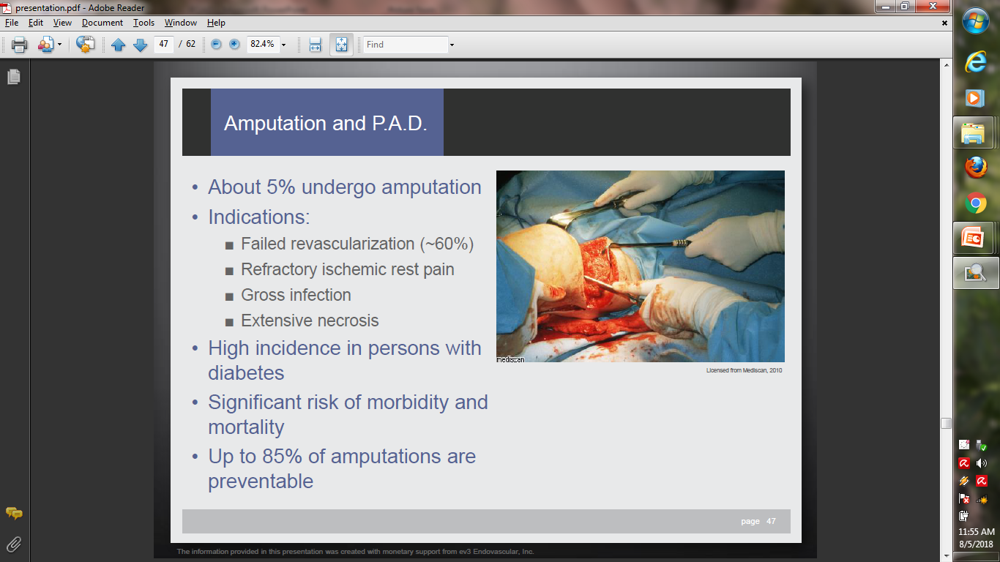 presentation.pdf - Adobe Reader
File Edit View Document Tools Window Help
47 / 62 82.4% Find
Amputation and P.A.D.
• About 5% undergo amputation
• Indications:
■ Failed revascularization (~60%)
■ Refractory ischemic rest pain
■ Gross infection
■ Extensive necrosis
• High incidence in persons with
diabetes
• Significant risk of morbidity and
mortality
• Up to 85% of amputations are
preventable
mediscan
Licensed from Mediscan, 2010
page 47
The information provided in this presentation was created with monetary support from ev3 Endovascular, Inc.
11:55 AM
8/5/2018